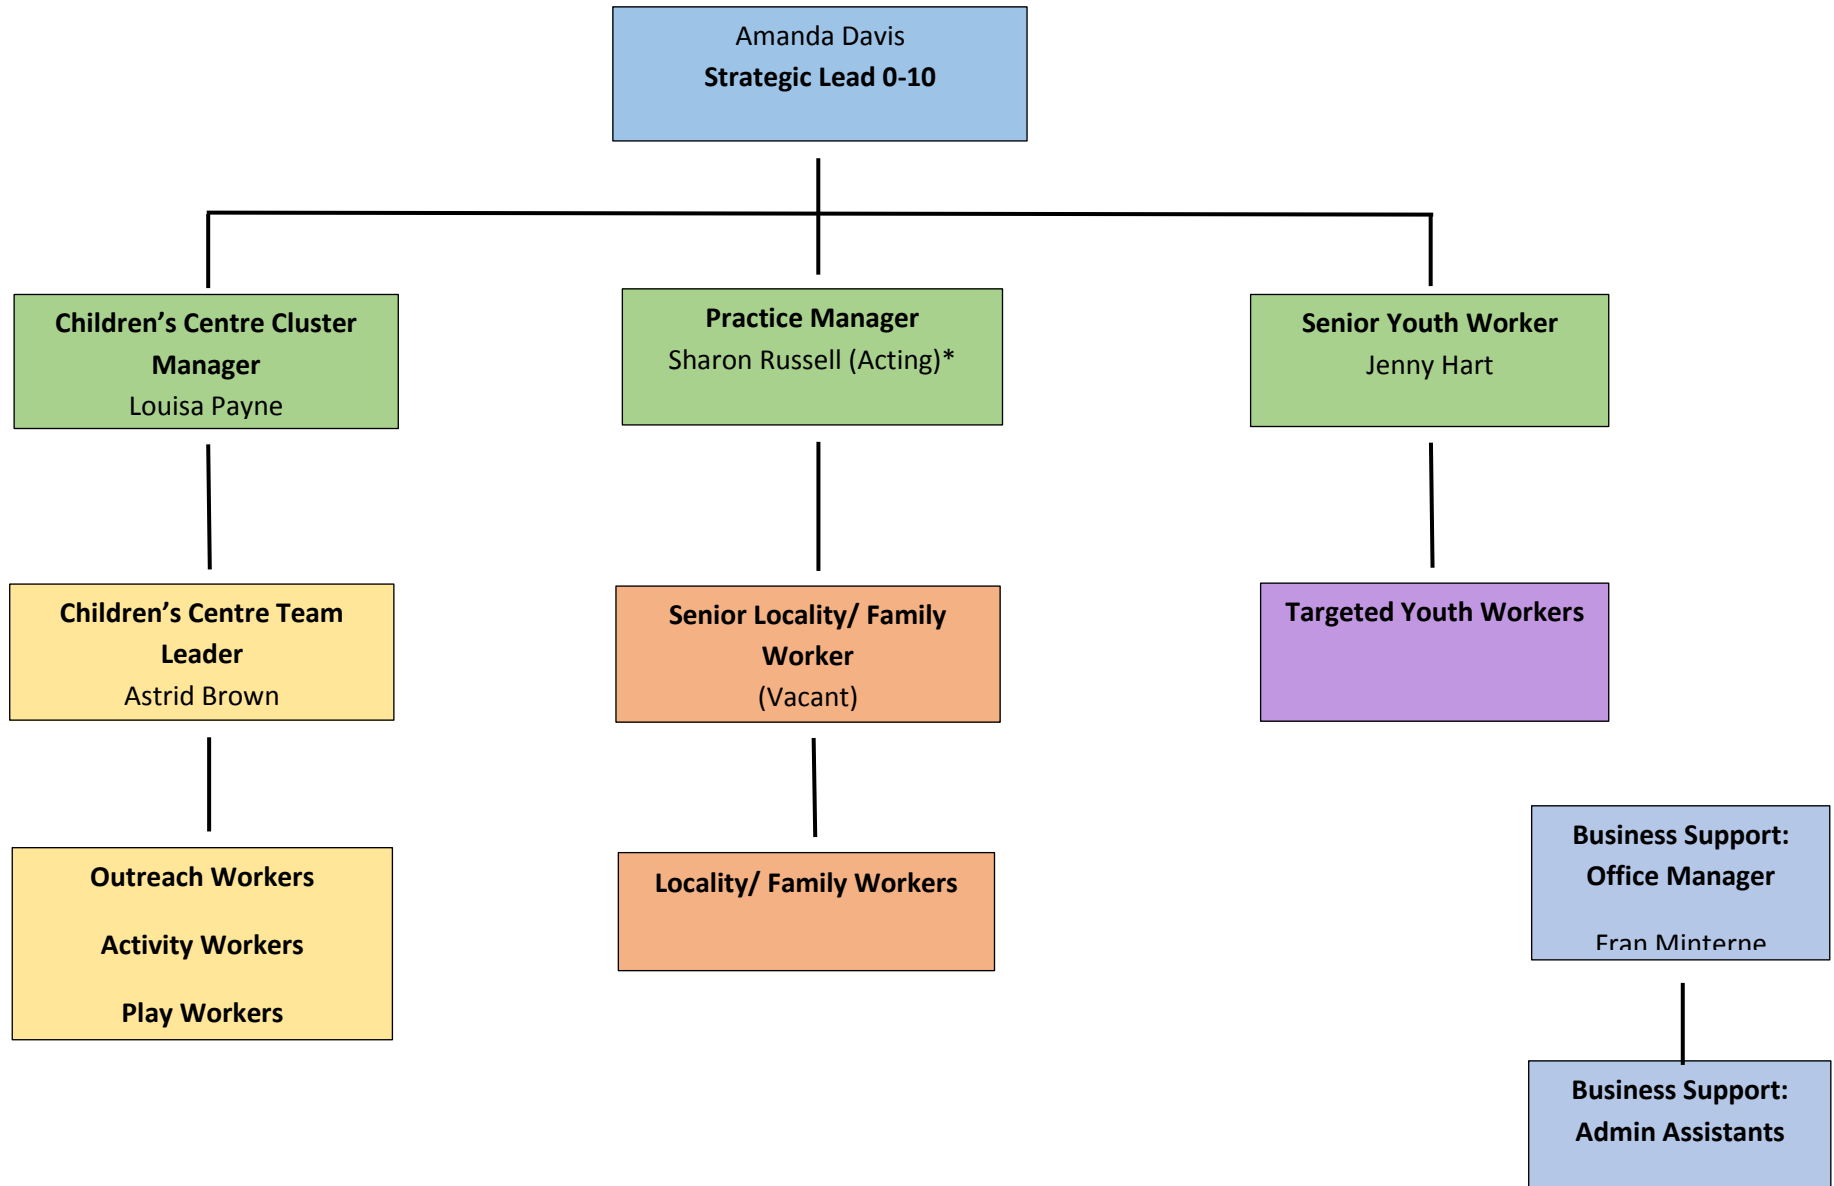 Amanda Davis
Strategic Lead 0-10
Children’s Centre Cluster
Manager
Louisa Payne
Practice Manager
Sharon Russell (Acting)*
Senior Youth Worker
Jenny Hart
Children’s Centre Team
Leader
Astrid Brown
Senior Locality/ Family
Worker
(Vacant)
Targeted Youth Workers
Outreach Workers
Activity Workers
Play Workers
Locality/ Family Workers
Business Support:
Office Manager
Fran Minterne
Business Support:
Admin Assistants